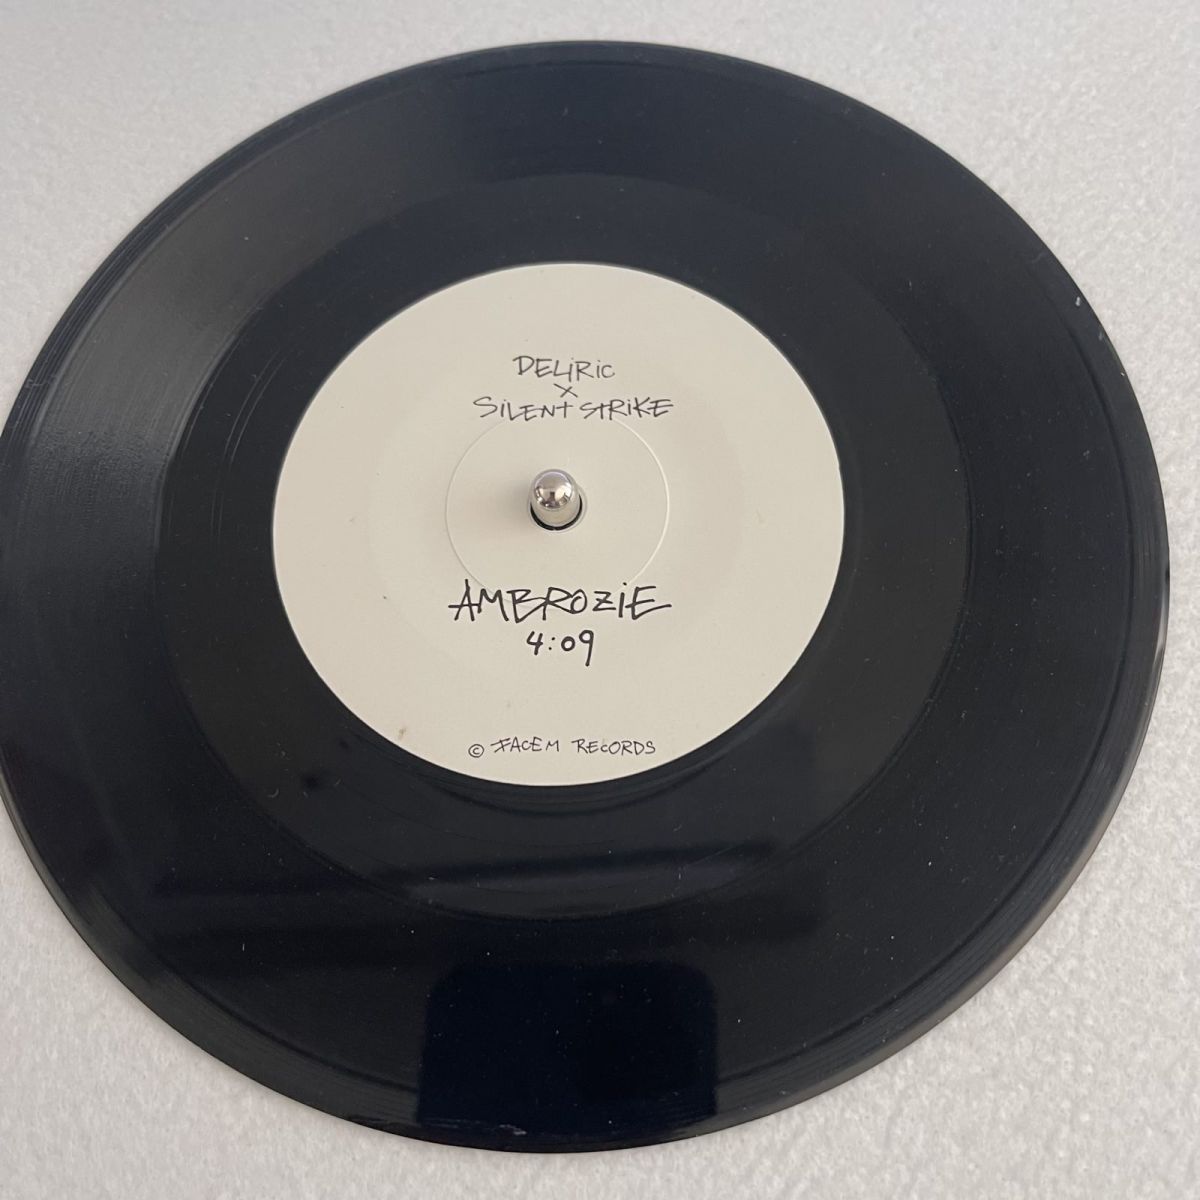 DELiRiC
X
SiLENT STRiKE
AMBROZiE
4:09
© FACEM RECORDS